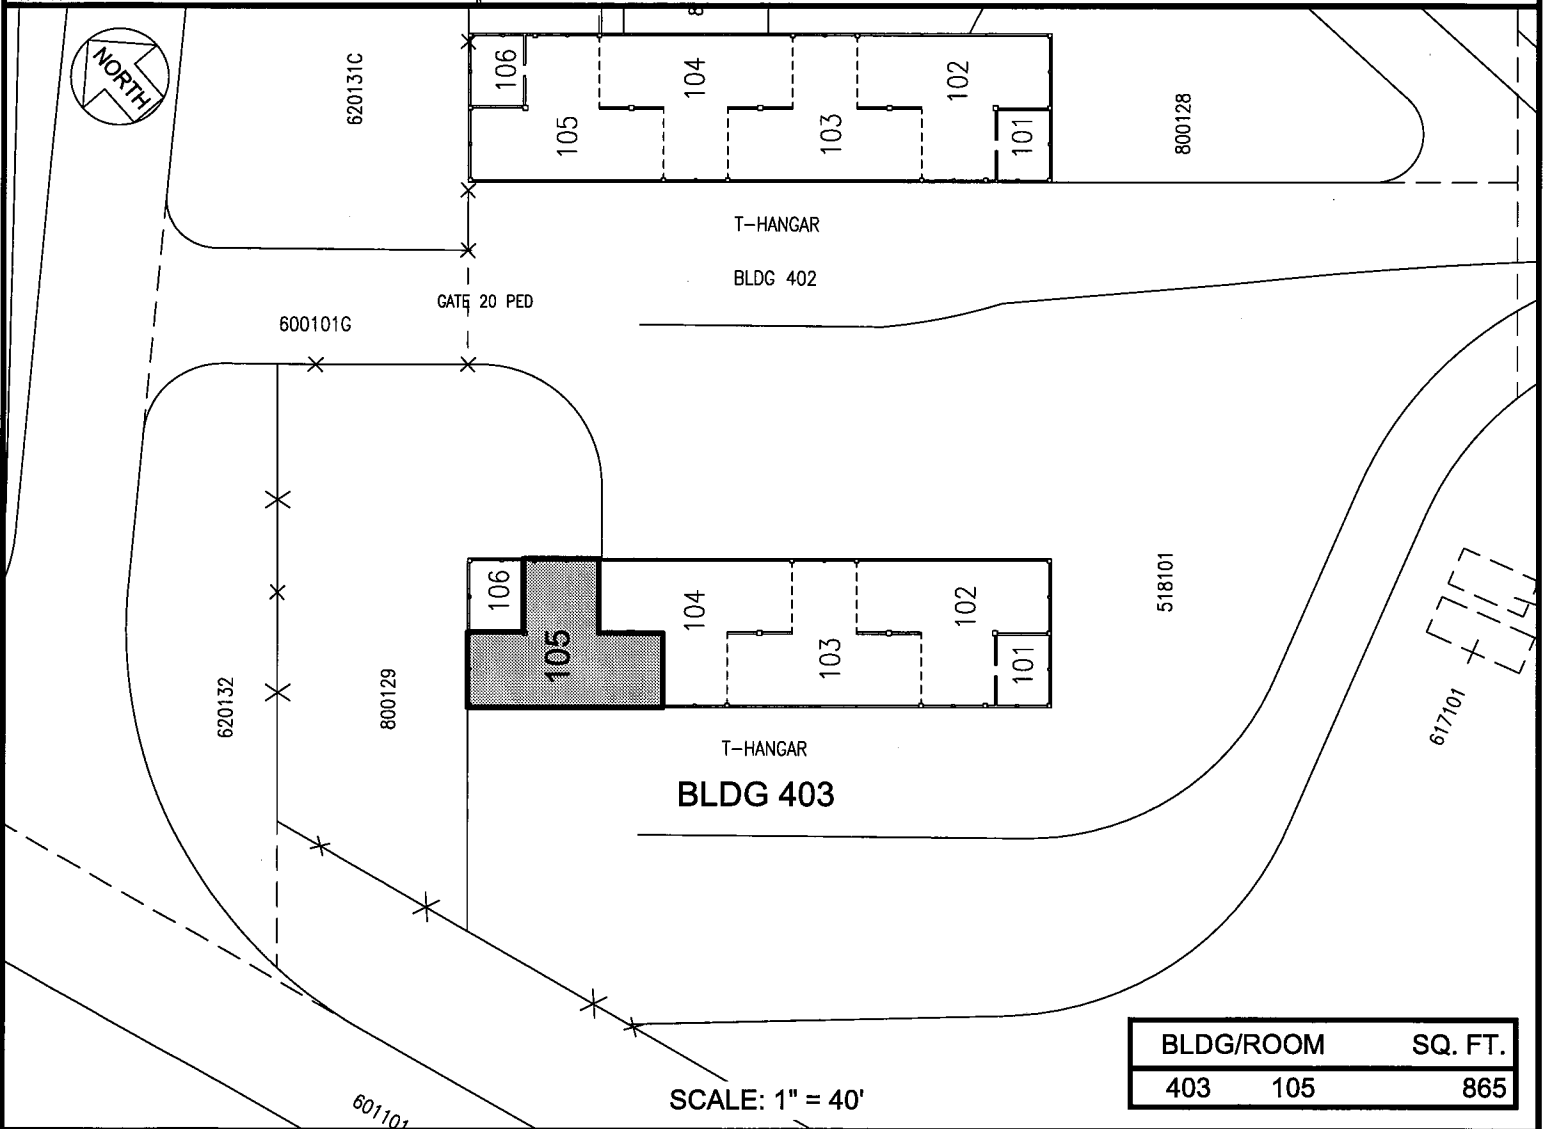 NORTH
620131C
106
105
104
103
102
101
800128
T-HANGAR
BLDG 402
GATE 20 PED
600101G
106
105
104
103
102
101
518101
620132
800129
617101
T-HANGAR
BLDG 403
601101
SCALE: 1" = 40'
BLDG/ROOM SQ. FT.
403 105 865